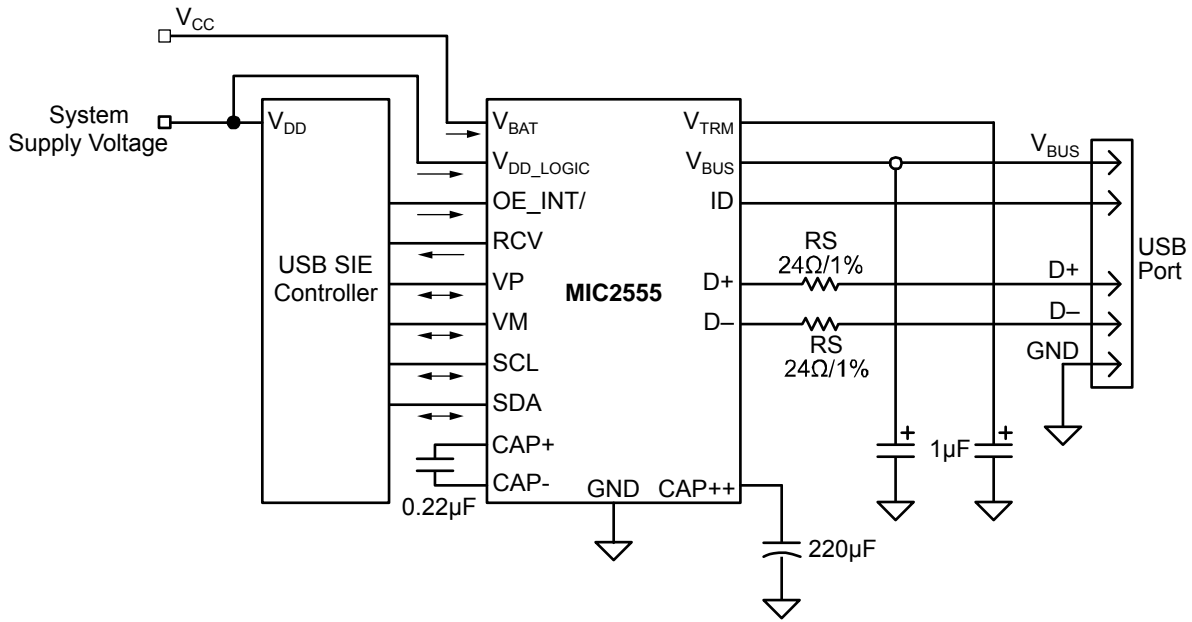 V_CC
System
Supply Voltage
V_DD
USB SIE
Controller
V_BAT
V_DD_LOGIC
OE_INT/
RCV
VP
VM
SCL
SDA
CAP+
CAP-
0.22µF
MIC2555
GND
CAP++
V_TRM
V_BUS
ID
D+
D–
RS
24Ω/1%
RS
24Ω/1%
220µF
+
1µF
+
V_BUS
D+
D–
GND
USB
Port